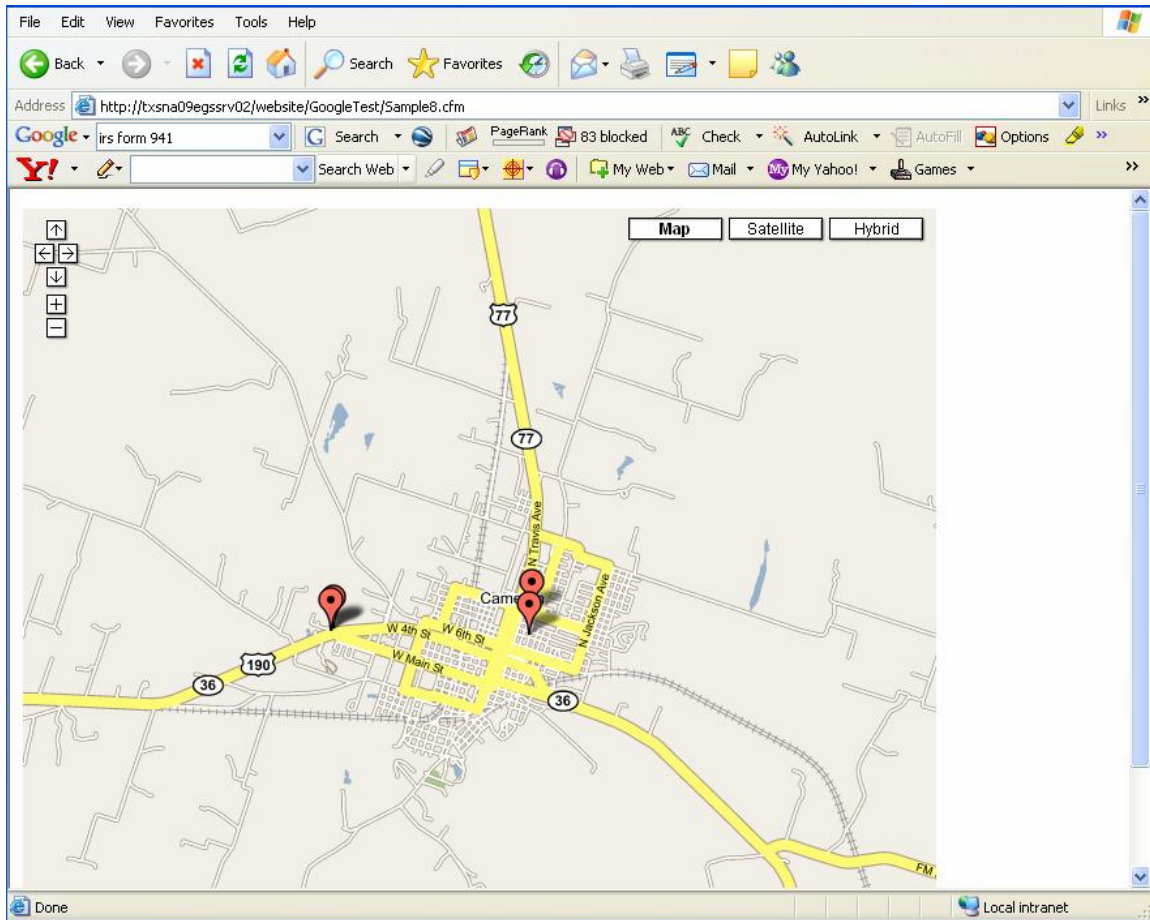 File Edit View Favorites Tools Help
Back Search Favorites
Address http://txsna09egssrv02/website/GoogleTest/Sample8.cfm Links
Google irs form 941 G Search PageRank 83 blocked ABC Check AutoLink AutoFill Options
Y! Search Web My Web Mail My My Yahoo! Games
Map Satellite Hybrid
77
77
N Travis Ave
N Jackson Ave
W 4th St W 6th St
W Main St
190
36
36
FM
Done Local intranet